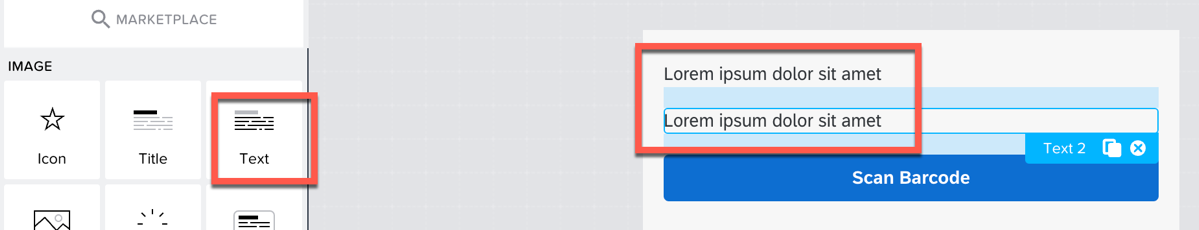 MARKETPLACE
IMAGE
Icon
Title
Text
Lorem ipsum dolor sit amet
Lorem ipsum dolor sit amet
Text 2
Scan Barcode